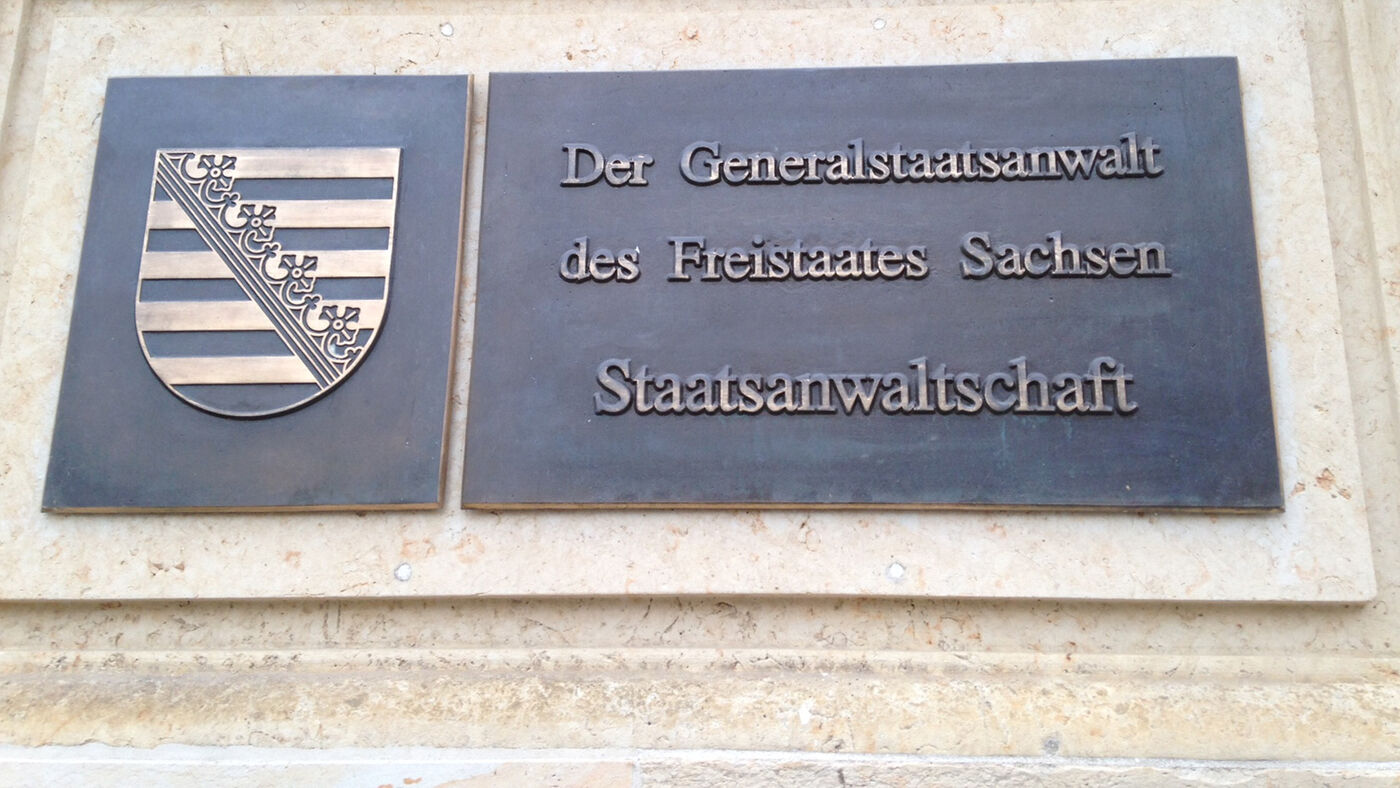 Der Generalstaatsanwalt
des Freistaates Sachsen
Staatsanwaltschaft